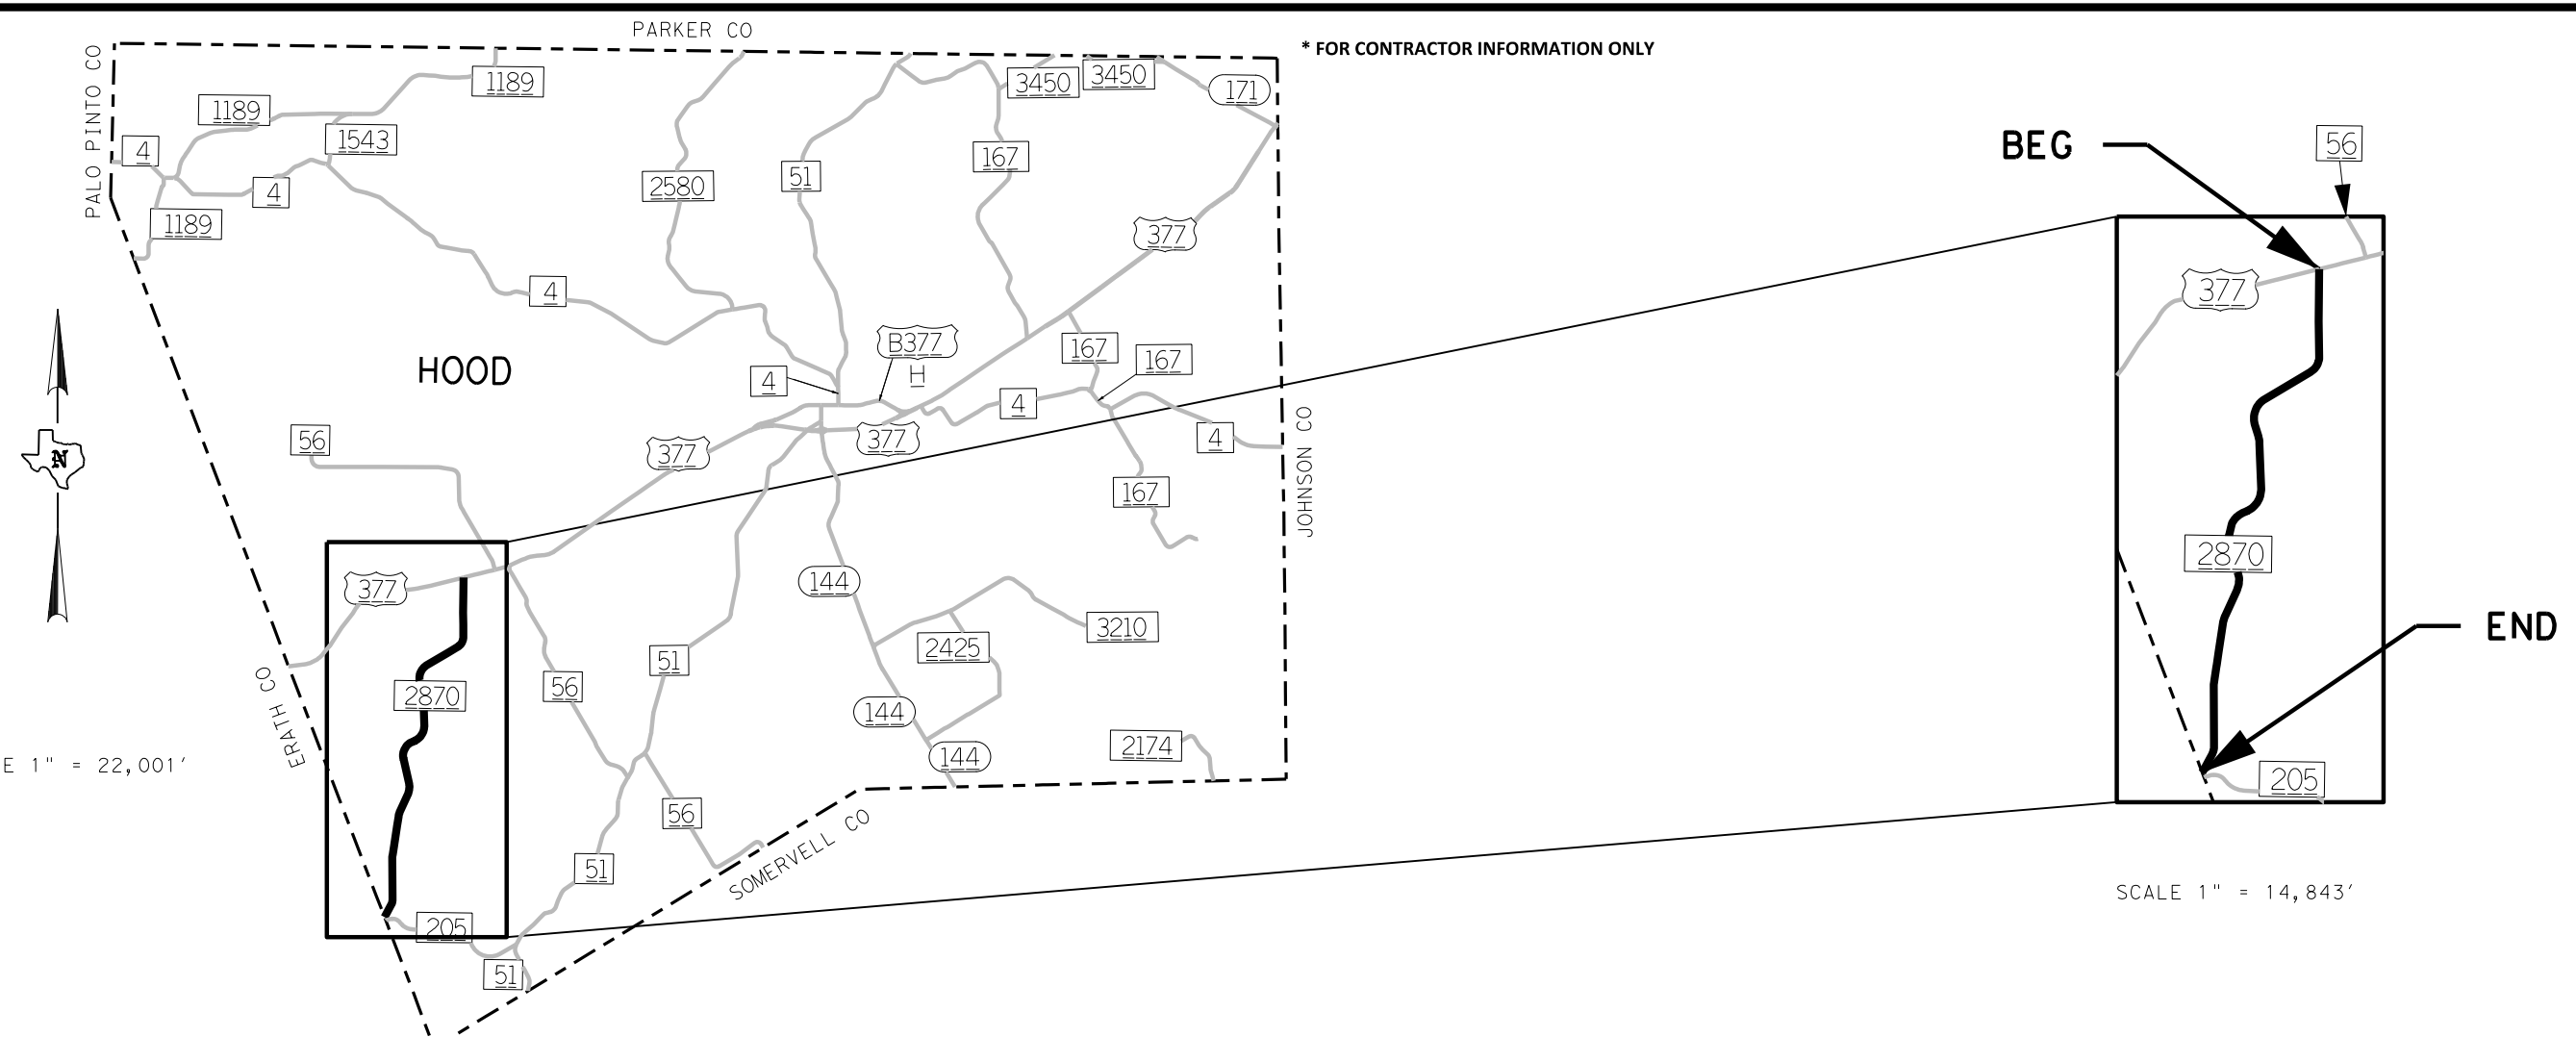 PARKER CO
* FOR CONTRACTOR INFORMATION ONLY
PALO PINTO CO
1189
3450
3450
171
1189
4
1543
4
1189
2580
51
167
377
4
HOOD
B377
H
167
167
4
4
377
377
4
JOHNSON CO
56
167
377
144
3210
2425
51
56
2870
144
144
2174
ERATH CO
E 1" = 22,001'
56
SOMERVELL CO
51
205
51
N
BEG
56
377
2870
END
205
SCALE 1" = 14,843'